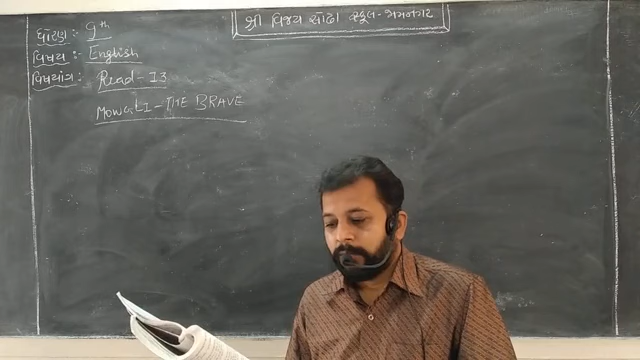 શ્રી વિજય સોઢા સ્કૂલ - જામનગર
ધોરણ :- 9th
વિષય :- English
વિષયાંગ :- Read - 13
MOWGLI - THE BRAVE